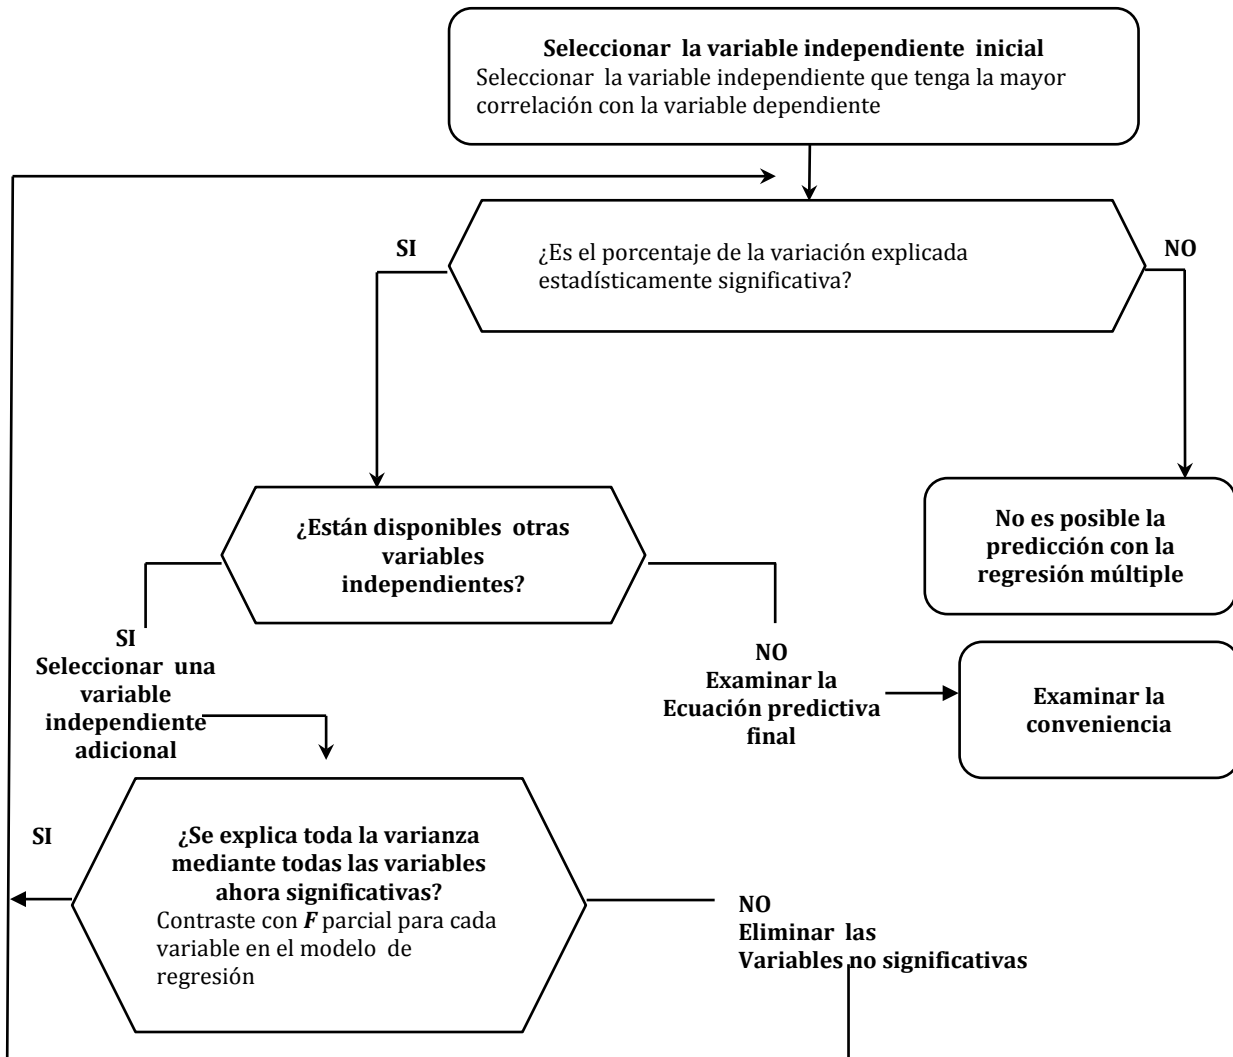 Seleccionar la variable independiente inicial
Seleccionar la variable independiente que tenga la mayor
correlación con la variable dependiente
SI
¿Es el porcentaje de la variación explicada
estadísticamente significativa?
NO
¿Están disponibles otras
variables
independientes?
No es posible la
predicción con la
regresión múltiple
SI
Seleccionar una
variable
independiente
adicional
NO
Examinar la
Ecuación predictiva
final
Examinar la
conveniencia
SI
¿Se explica toda la varianza
mediante todas las variables
ahora significativas?
Contraste con F parcial para cada
variable en el modelo de
regresión
NO
Eliminar las
Variables no significativas